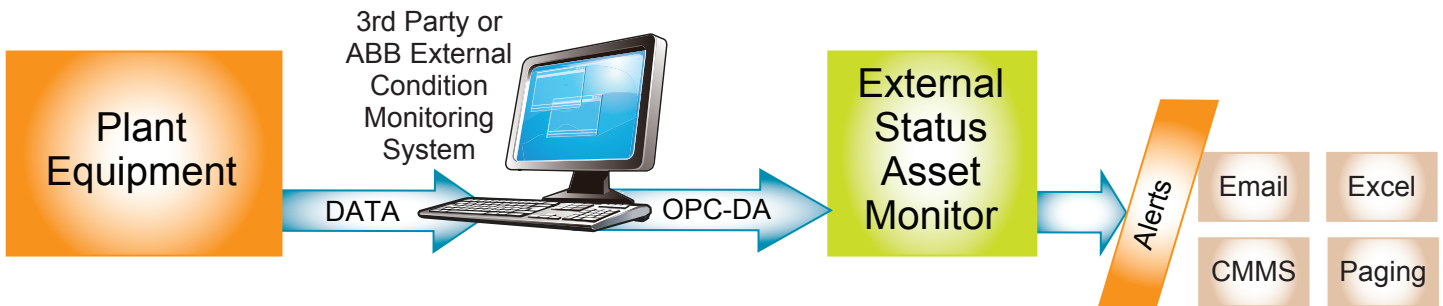 Plant
Equipment
DATA
3rd Party or
ABB External
Condition
Monitoring
System
OPC-DA
External
Status
Asset
Monitor
Alerts
Email
Excel
CMMS
Paging